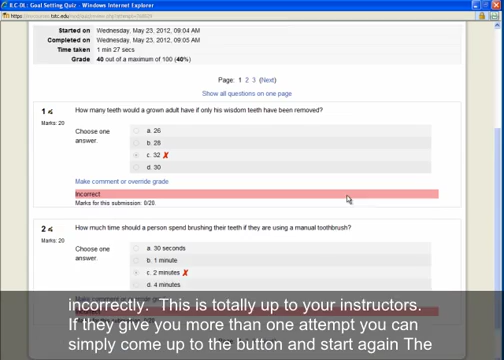 ILC-DL: Goal Setting Quiz - Windows Internet Explorer
Started on Wednesday, May 23, 2012, 09:04 AM
Completed on Wednesday, May 23, 2012, 09:05 AM
Time taken 1 min 27 secs
Grade 40 out of a maximum of 100 (40%)
Page: 1 2 3 (Next)
Show all questions on one page
1 How many teeth would a grown adult have if only his wisdom teeth have been removed?
Marks: 20
Choose one answer.
a. 26
b. 28
c. 32 X
d. 30
Make comment or override grade
Incorrect
Marks for this submission: 0/20.
2 How much time should a person spend brushing their teeth if they are using a manual toothbrush?
Marks: 20
Choose one answer.
a. 30 seconds
b. 1 minute
c. 2 minutes X
d. 4 minutes
Make comment or override grade
incorrectly. This is totally up to your instructors.
If they give you more than one attempt you can
simply come up to the button and start again The